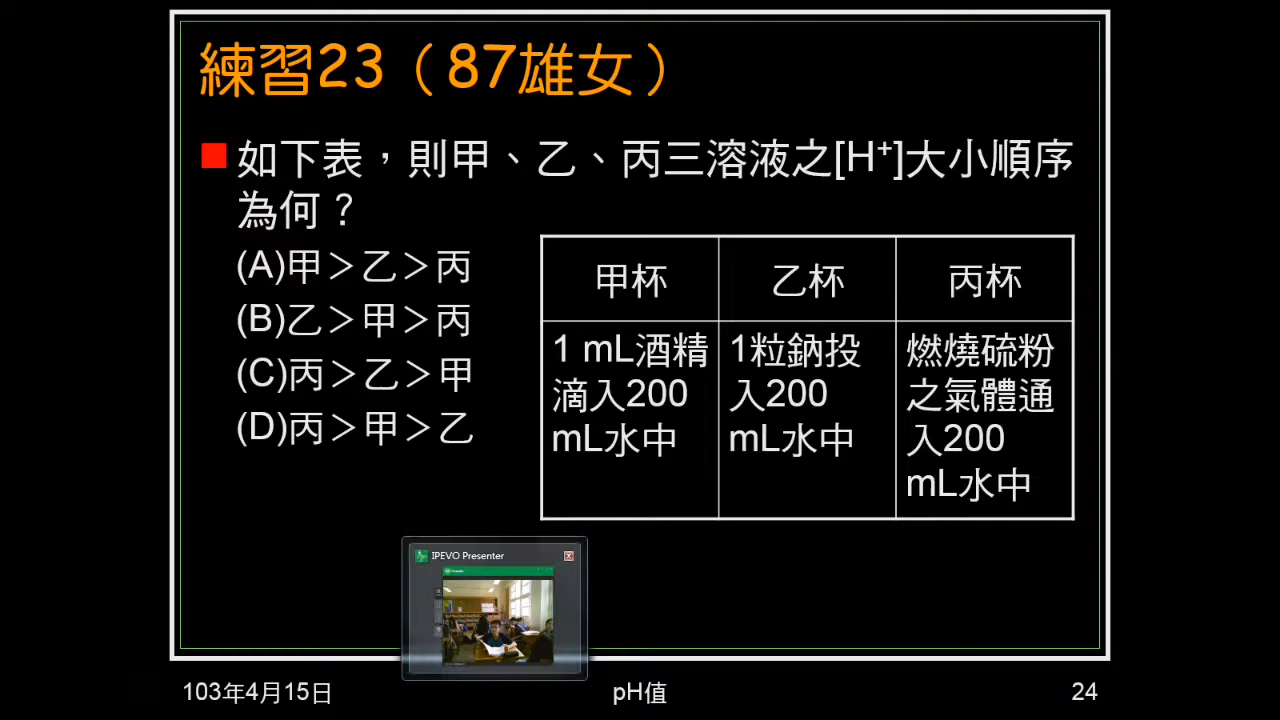 練習23（87雄女）
如下表，則甲、乙、丙三溶液之[H⁺]大小順序
為何？
(A)甲＞乙＞丙
(B)乙＞甲＞丙
(C)丙＞乙＞甲
(D)丙＞甲＞乙
甲杯
乙杯
丙杯
1 mL酒精
滴入200
mL水中
1粒鈉投
入200
mL水中
燃燒硫粉
之氣體通
入200
mL水中
IPEVO Presenter
103年4月15日
pH值
24